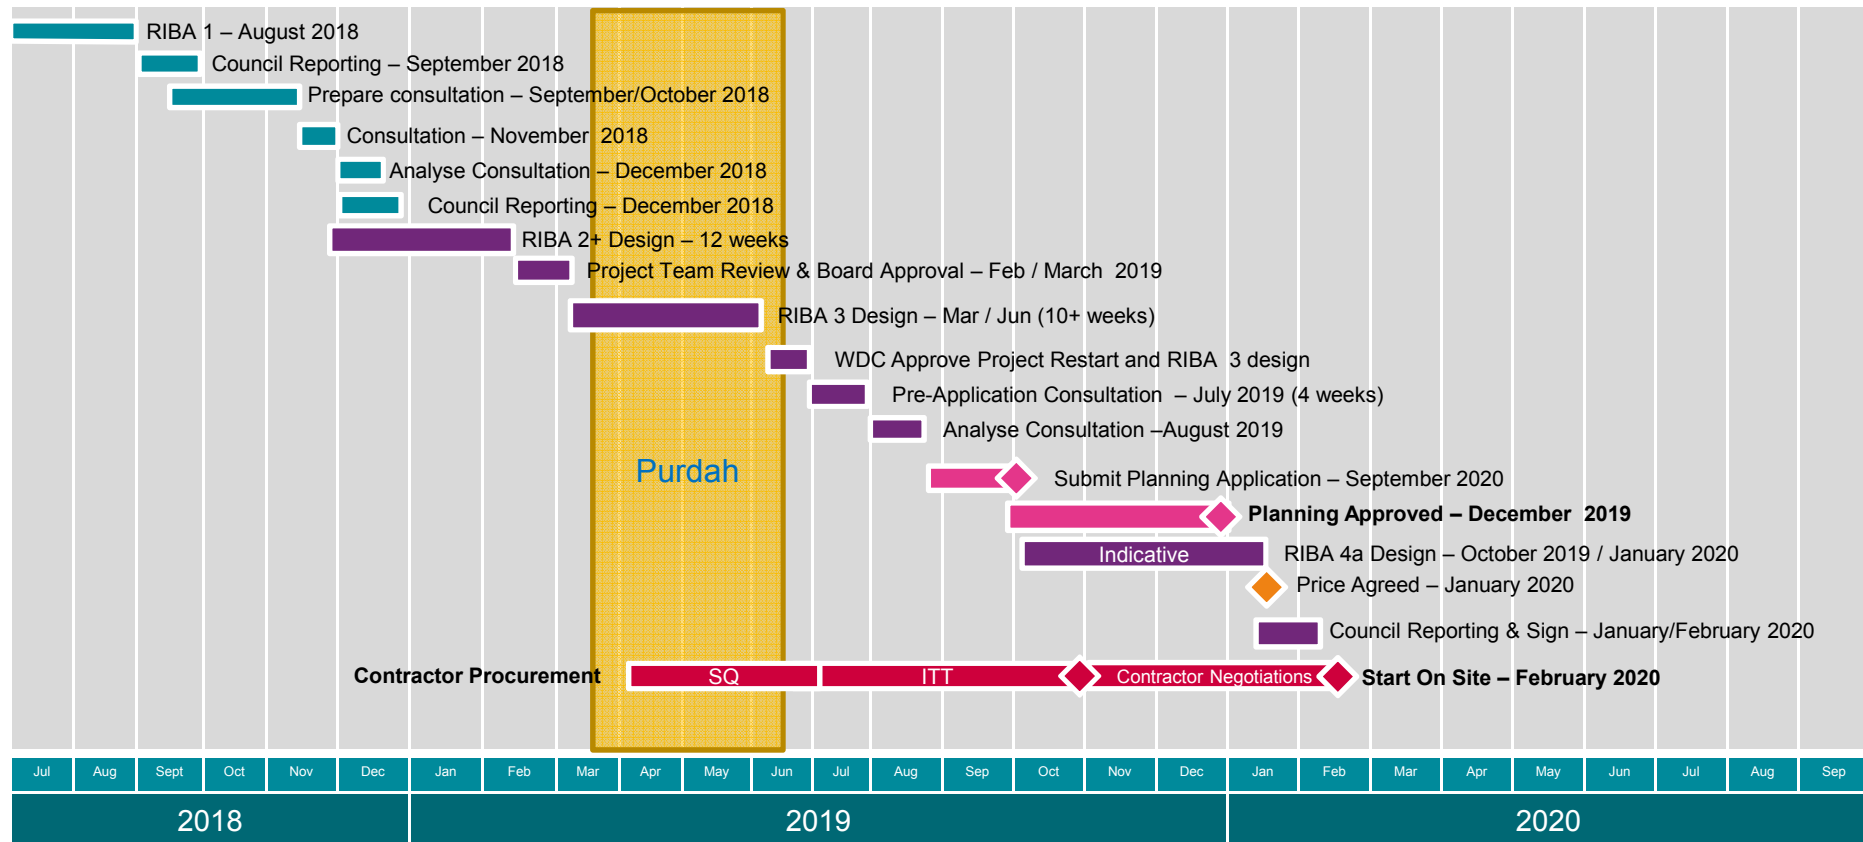 RIBA 1 – August 2018
Council Reporting – September 2018
Prepare consultation – September/October 2018
Consultation – November 2018
Analyse Consultation – December 2018
Council Reporting – December 2018
RIBA 2+ Design – 12 weeks
Project Team Review & Board Approval – Feb / March 2019
RIBA 3 Design – Mar / Jun (10+ weeks)
WDC Approve Project Restart and RIBA 3 design
Pre-Application Consultation – July 2019 (4 weeks)
Analyse Consultation –August 2019
Purdah
Submit Planning Application – September 2020
Planning Approved – December 2019
Indicative
RIBA 4a Design – October 2019 / January 2020
Price Agreed – January 2020
Council Reporting & Sign – January/February 2020
Contractor Procurement SQ ITT Contractor Negotiations Start On Site – February 2020
Jul Aug Sept Oct Nov Dec Jan Feb Mar Apr May Jun Jul Aug Sep Oct Nov Dec Jan Feb Mar Apr May Jun Jul Aug Sep
2018 2019 2020